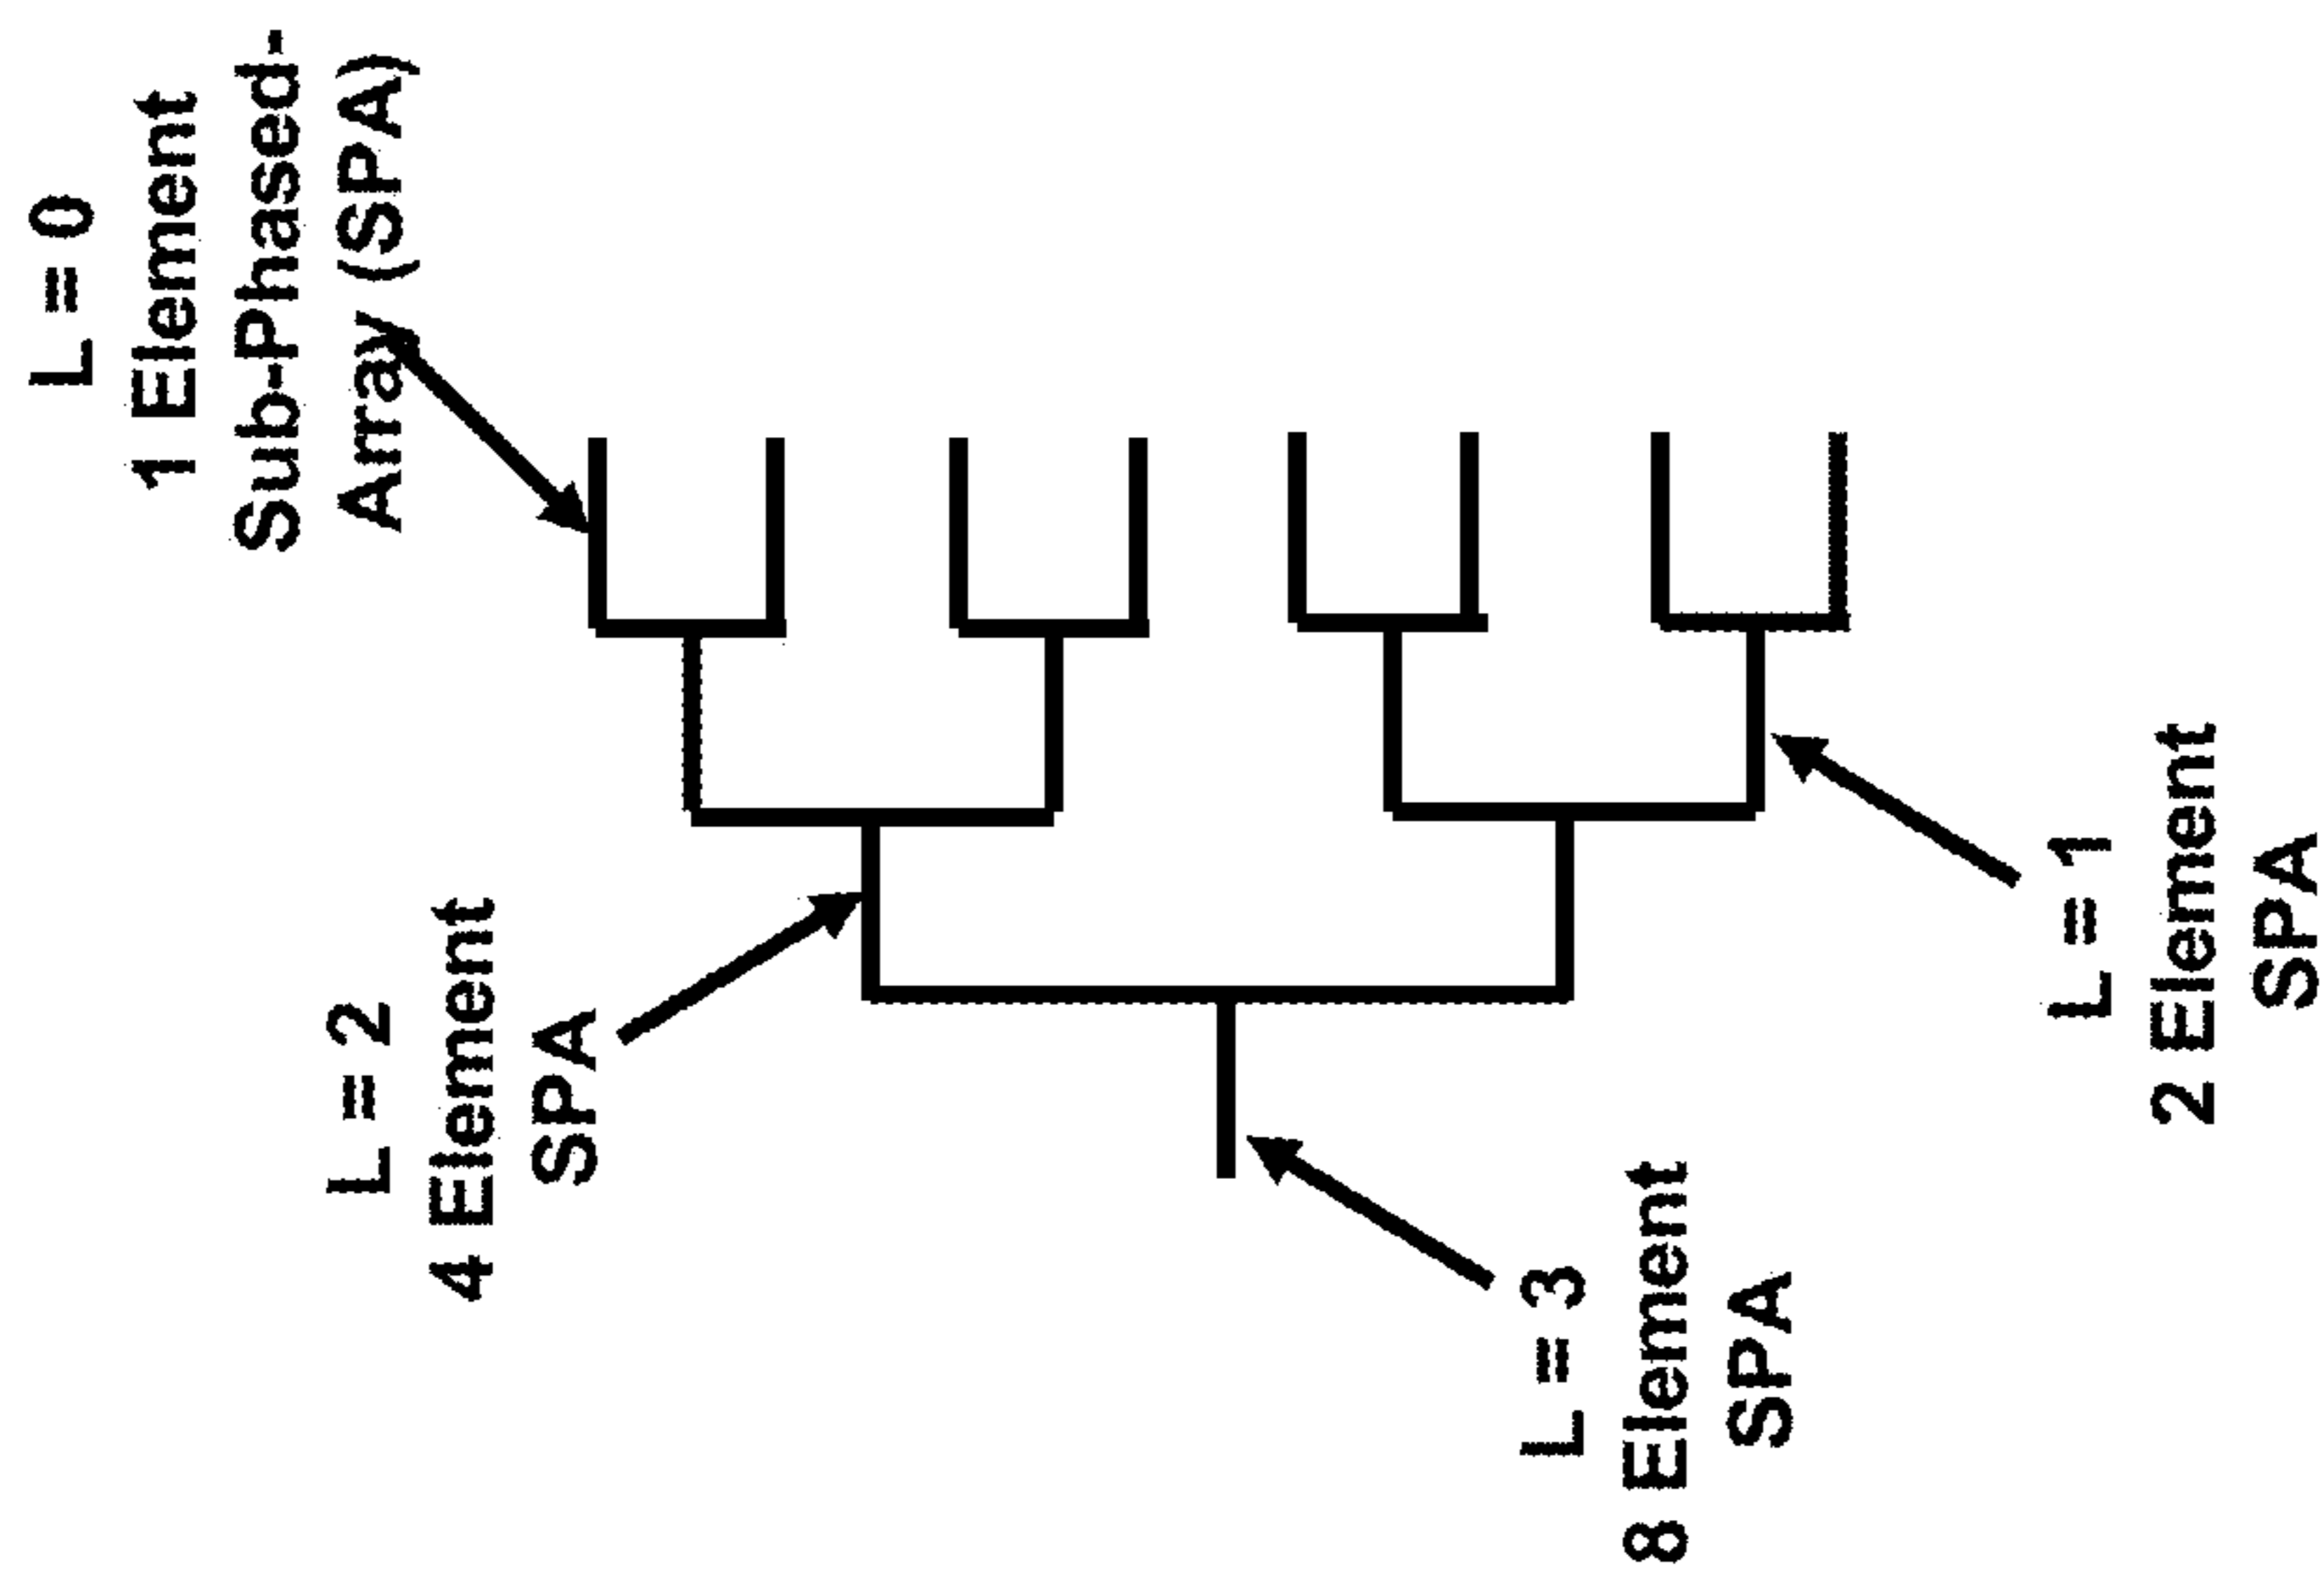 L = 0
1 Element
Sub-Phased-
Array (SPA)
L = 2
4 Element
SPA
L = 3
8 Element
SPA
L = 1
2 Element
SPA